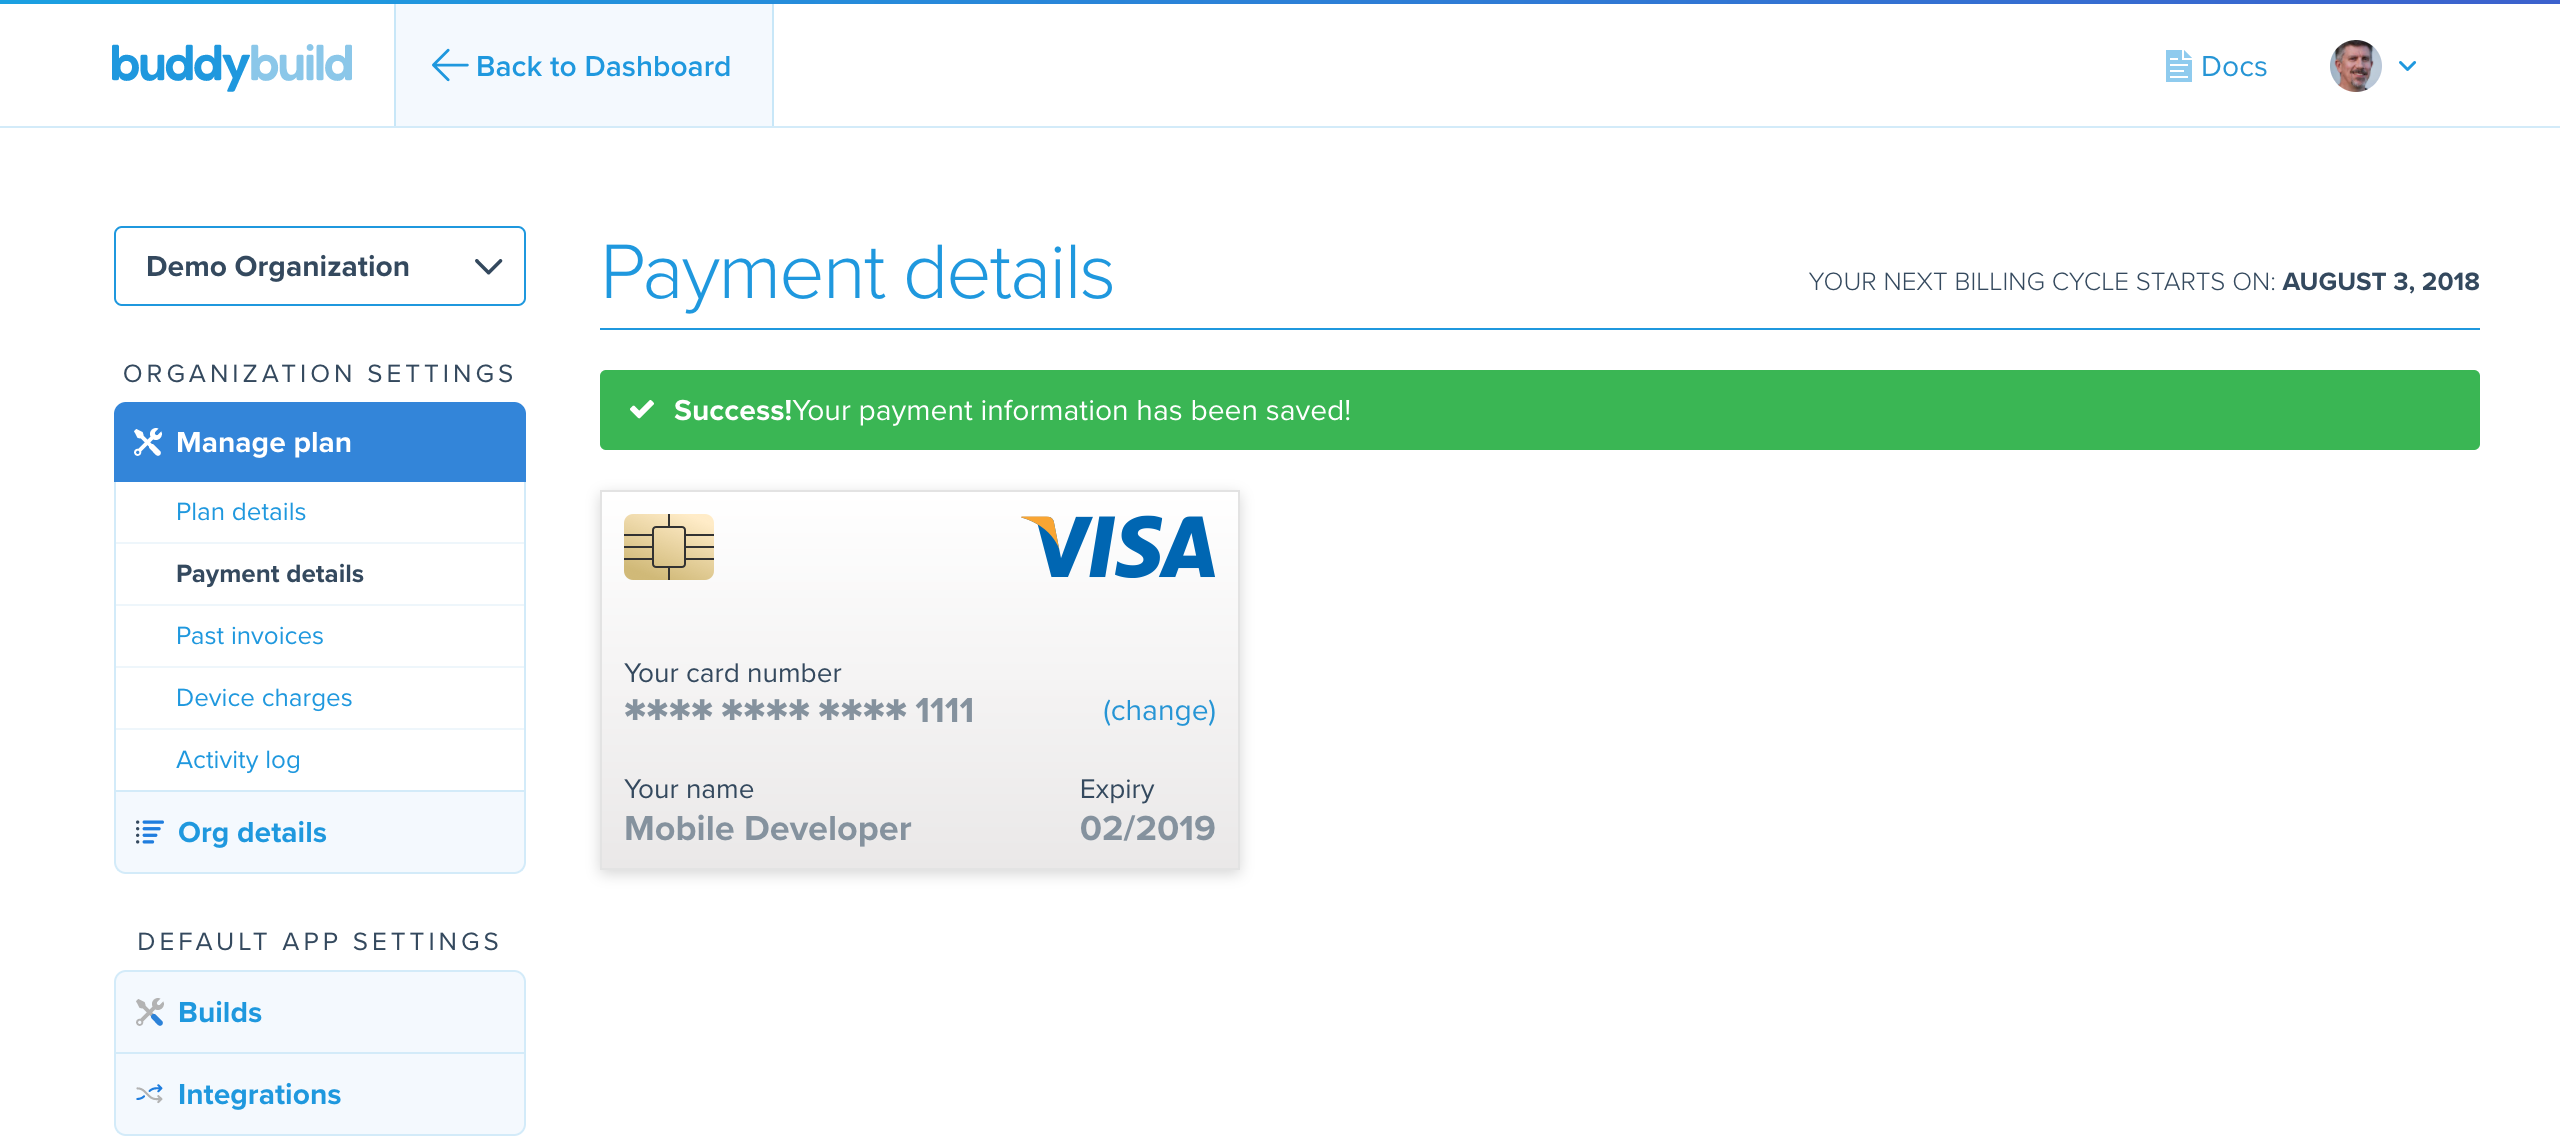 buddybuild
Back to Dashboard
Docs
Demo Organization
ORGANIZATION SETTINGS
Manage plan
Plan details
Payment details
Past invoices
Device charges
Activity log
Org details
DEFAULT APP SETTINGS
Builds
Integrations
Payment details
YOUR NEXT BILLING CYCLE STARTS ON: AUGUST 3, 2018
Success!Your payment information has been saved!
VISA
Your card number
**** **** **** 1111 (change)
Your name Expiry
Mobile Developer 02/2019